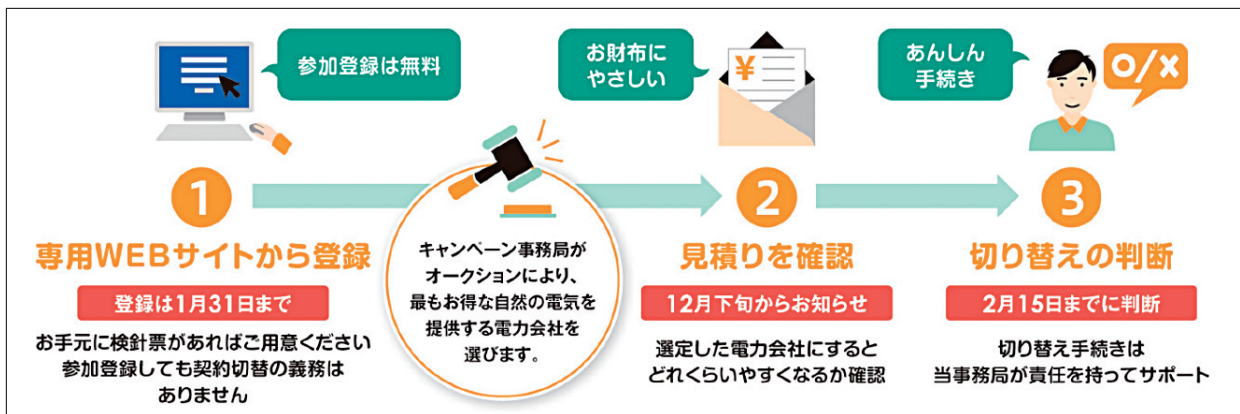 参加登録は無料
1
専用WEBサイトから登録
登録は1月31日まで
お手元に検針票があればご用意ください
参加登録しても契約切替の義務は
ありません
キャンペーン事務局が
オークションにより、
最もお得な自然の電気を
提供する電力会社を
選びます。
お財布に
やさしい
¥
2
見積りを確認
12月下旬からお知らせ
選定した電力会社にすると
どれくらいやすくなるか確認
あんしん
手続き
O/X
3
切り替えの判断
2月15日までに判断
切り替え手続きは
当事務局が責任を持ってサポート